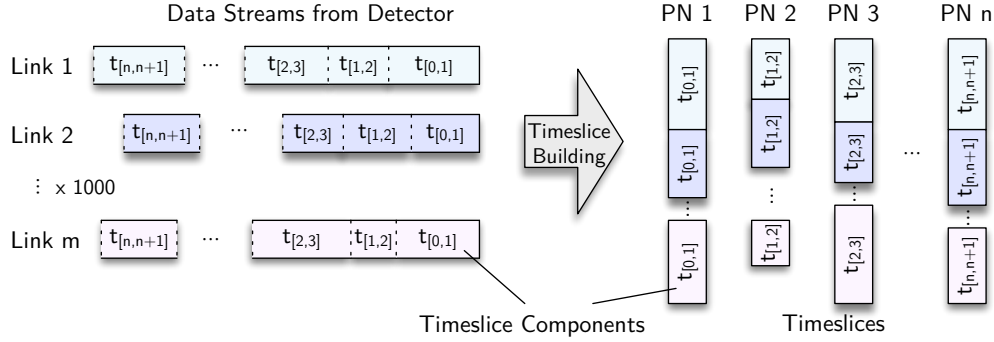 Data Streams from Detector
PN 1 PN 2 PN 3 PN n
Link 1 t[n,n+1] ... t[2,3] t[1,2] t[0,1]
Link 2 t[n,n+1] ... t[2,3] t[1,2] t[0,1]
⋮ x 1000
Link m t[n,n+1] ... t[2,3] t[1,2] t[0,1]
Timeslice
Building
t[0,1] t[1,2] t[2,3] t[n,n+1]
t[0,1] t[1,2] t[2,3] ... t[n,n+1]
⋮ ⋮ ⋮ ⋮
t[0,1] t[1,2] t[2,3] t[n,n+1]
Timeslice Components
Timeslices